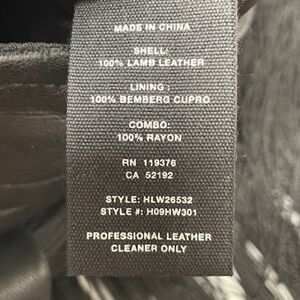 MADE IN CHINA
SHELL:
100% LAMB LEATHER
LINING:
100% BEMBERG CUPRO
COMBO:
100% RAYON
RN 119376
CA 52192
STYLE: HLW26532
STYLE #: H09HW301
PROFESSIONAL LEATHER
CLEANER ONLY